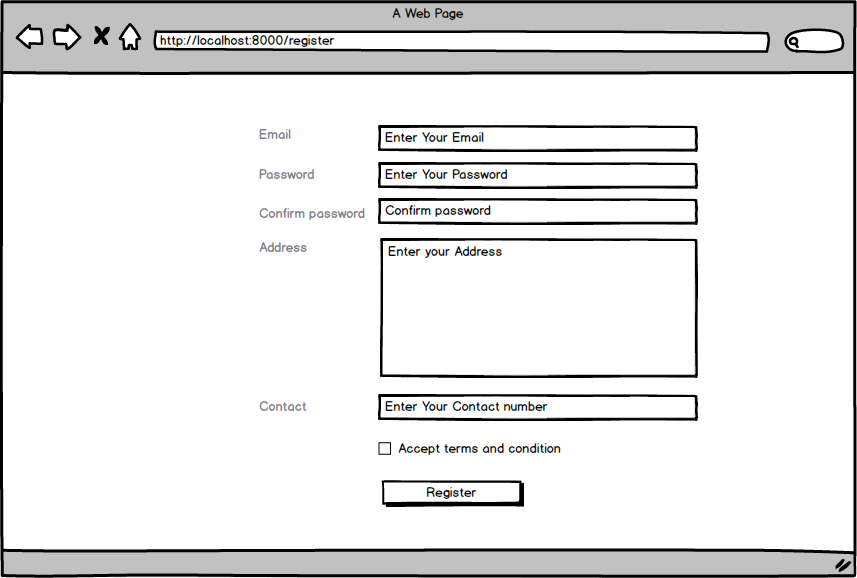 A Web Page
http://localhost:8000/register
Email
Enter Your Email
Password
Enter Your Password
Confirm password
Confirm password
Address
Enter your Address
Contact
Enter Your Contact number
Accept terms and condition
Register